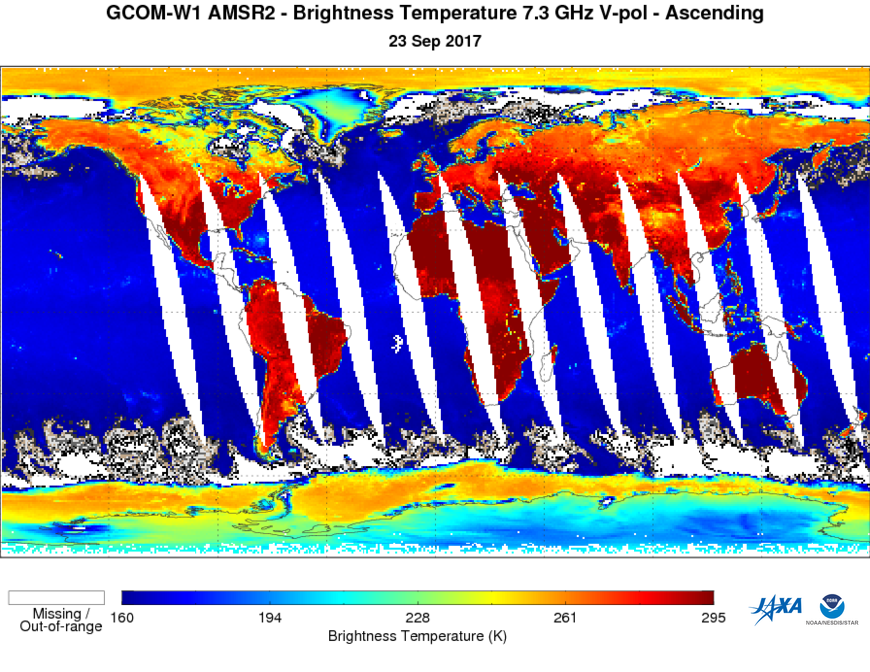 GCOM-W1 AMSR2 - Brightness Temperature 7.3 GHz V-pol - Ascending
23 Sep 2017
Missing /
Out-of-range
160 194 228 261 295
Brightness Temperature (K)
JAXA
NOAA/NESDIS/STAR